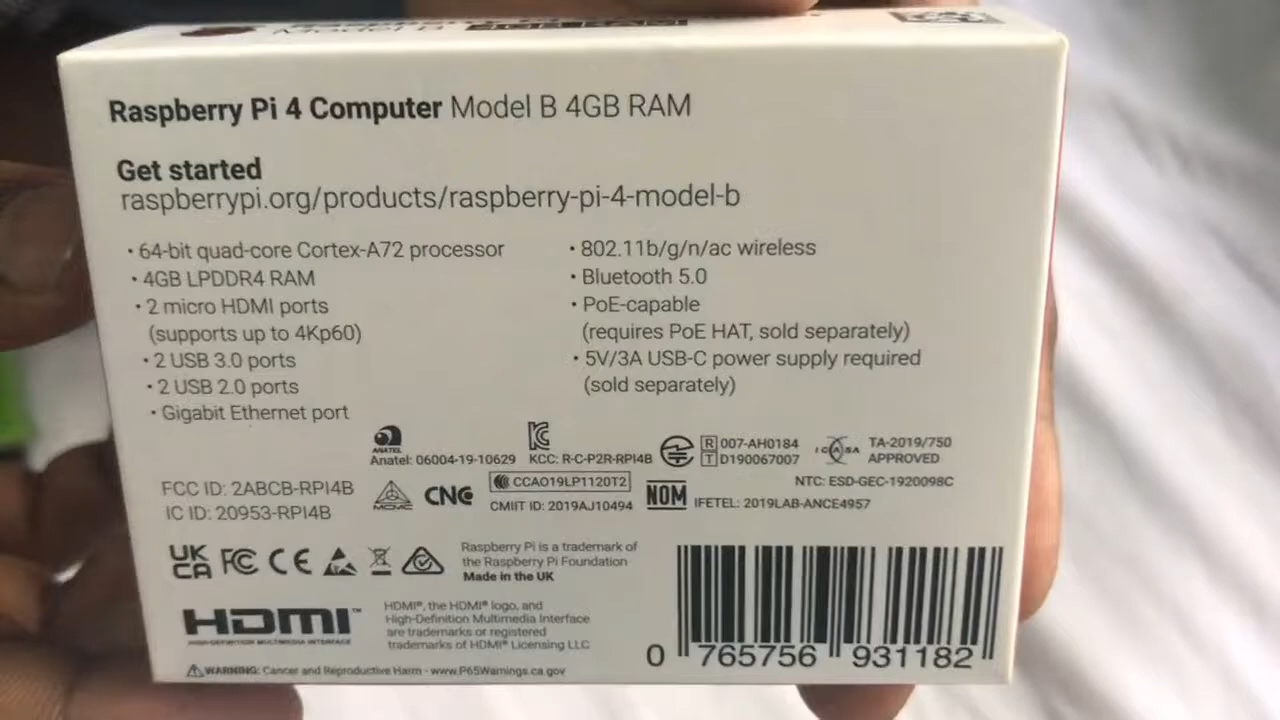 Model B
Raspberry Pi 4 Computer Model B 4GB RAM
Get started
raspberrypi.org/products/raspberry-pi-4-model-b
• 64-bit quad-core Cortex-A72 processor
• 4GB LPDDR4 RAM
• 2 micro HDMI ports
(supports up to 4Kp60)
• 2 USB 3.0 ports
• 2 USB 2.0 ports
• Gigabit Ethernet port
• 802.11b/g/n/ac wireless
• Bluetooth 5.0
• PoE-capable
(requires PoE HAT, sold separately)
• 5V/3A USB-C power supply required
(sold separately)
ANATEL
Anatel: 06004-19-10629
KCC: R-C-P2R-RPI4B
R 007-AH0184
T D190067007
ICASA
TA-2019/750
APPROVED
FCC ID: 2ABCB-RPI4B
IC ID: 20953-RPI4B
MCMC
CNC
CCAO19LP1120T2
CMIIT ID: 2019AJ10494
NOM
NTC: ESD-GEC-1920098C
IFETEL: 2019LAB-ANCE4957
UK
CA
FC
CE
Raspberry Pi is a trademark of
the Raspberry Pi Foundation
Made in the UK
HDMI™
HIGH-DEFINITION MULTIMEDIA INTERFACE
HDMI®, the HDMI® logo, and
High-Definition Multimedia Interface
are trademarks or registered
trademarks of HDMI® Licensing LLC
WARNING: Cancer and Reproductive Harm - www.P65Warnings.ca.gov
0 765756 931182